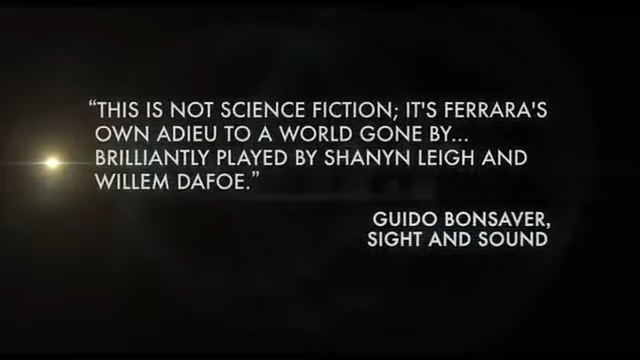 “THIS IS NOT SCIENCE FICTION; IT'S FERRARA'S
OWN ADIEU TO A WORLD GONE BY...
BRILLIANTLY PLAYED BY SHANYN LEIGH AND
WILLEM DAFOE.”
GUIDO BONSAVER,
SIGHT AND SOUND